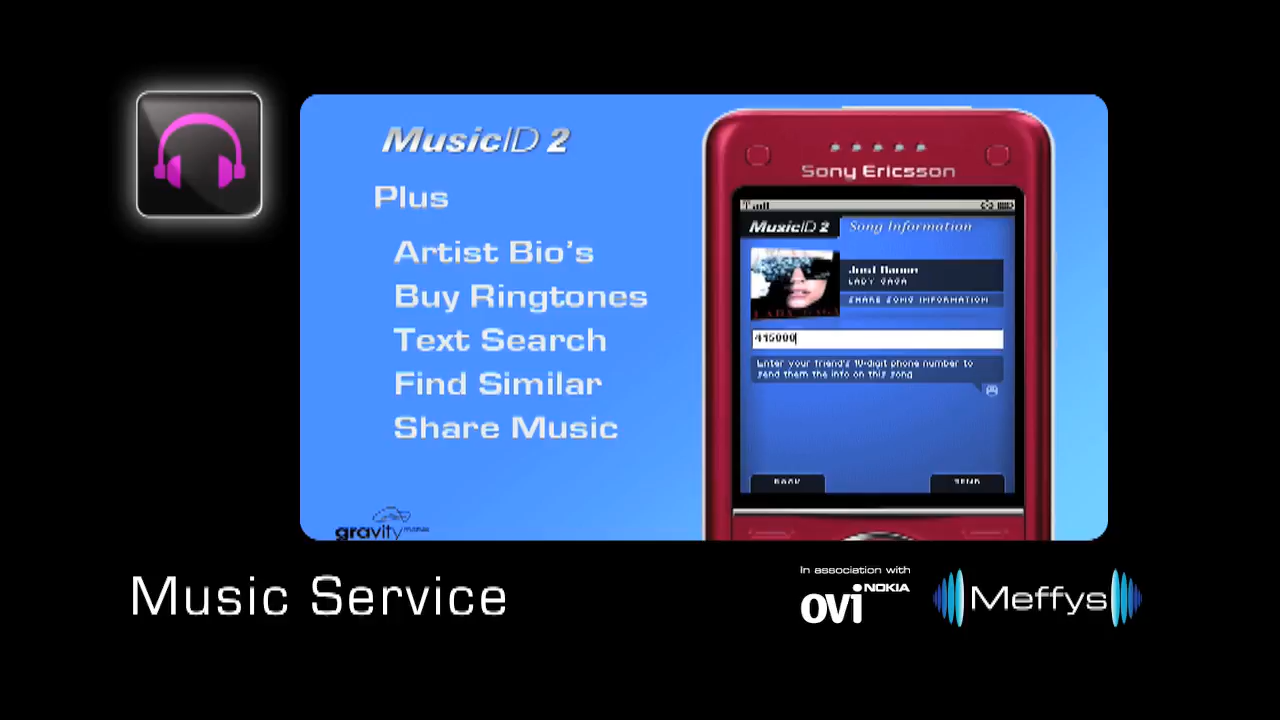 MusicID 2
Plus
Artist Bio's
Buy Ringtones
Text Search
Find Similar
Share Music
gravity
Sony Ericsson
MusicID 2
Song Information
LADY GAGA
SHARE SONG INFORMATION
415000
Enter your friend's 10-digit phone number to
send them the info on this song
BACK
SEND
Music Service
In association with
OVI NOKIA
Meffys